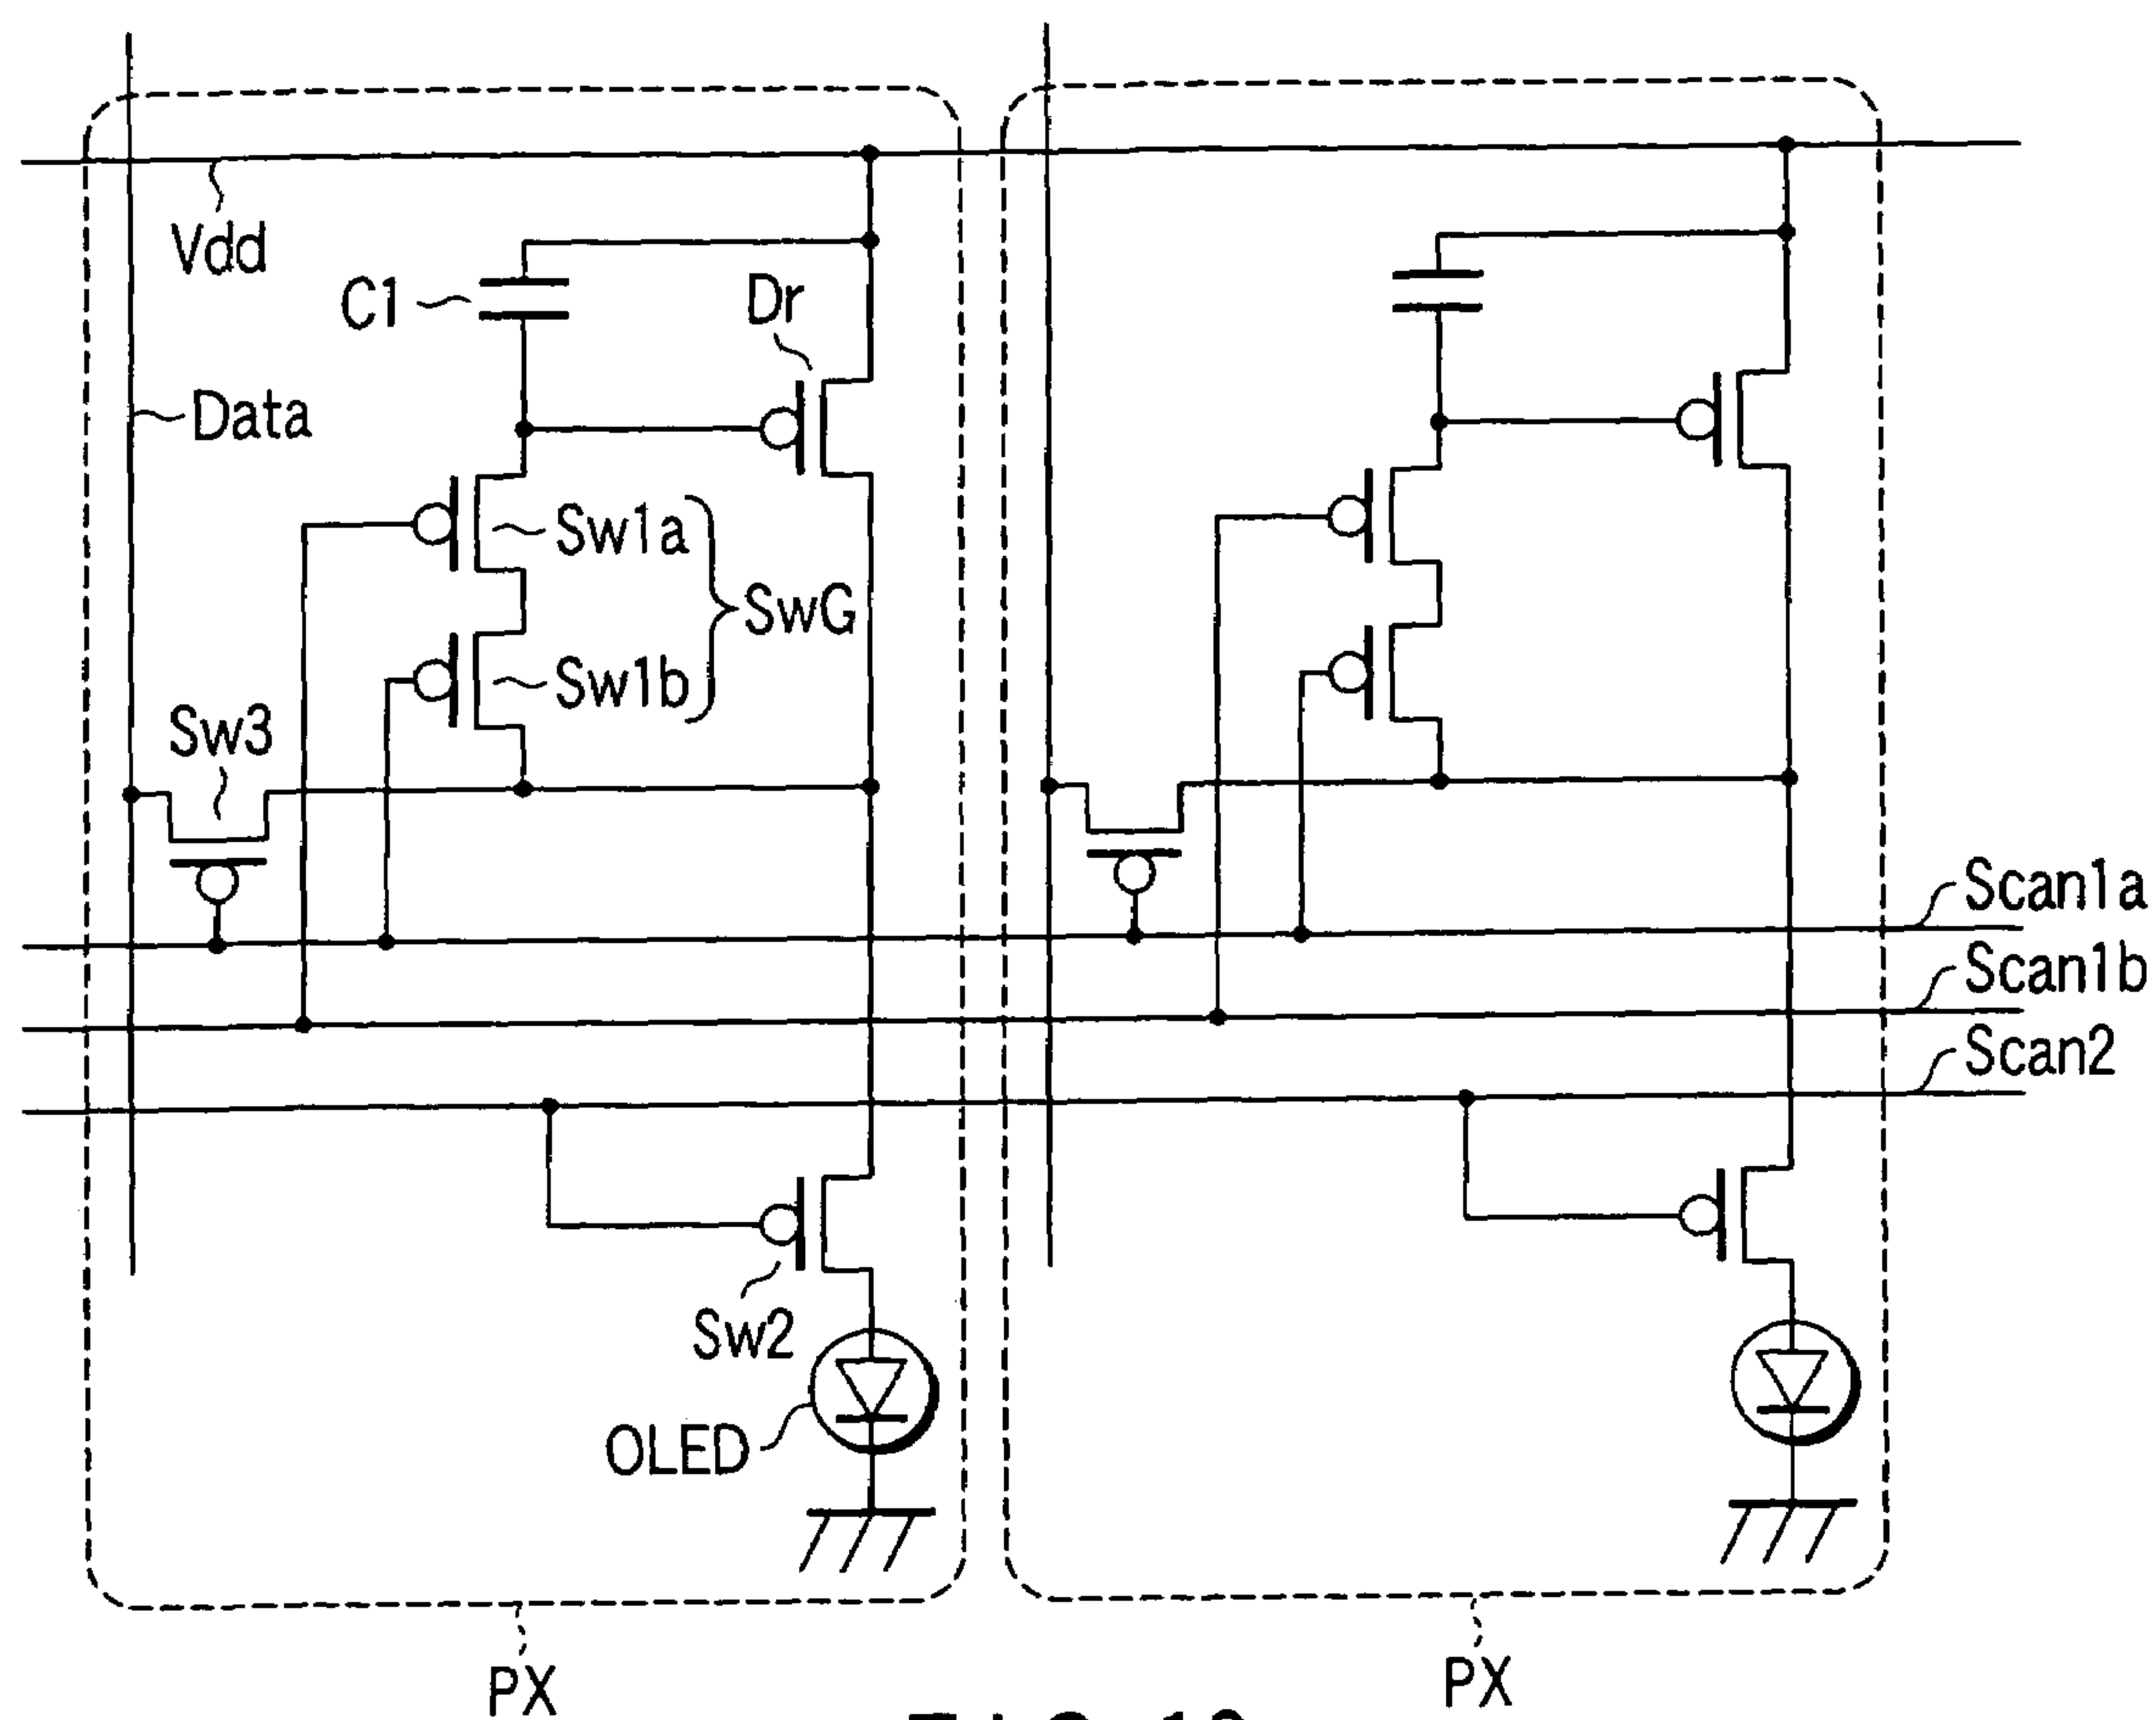 Vdd
C1
Dr
Data
Sw1a
SwG
Sw1b
Sw3
Scan1a
Scan1b
Scan2
Sw2
OLED
PX
PX